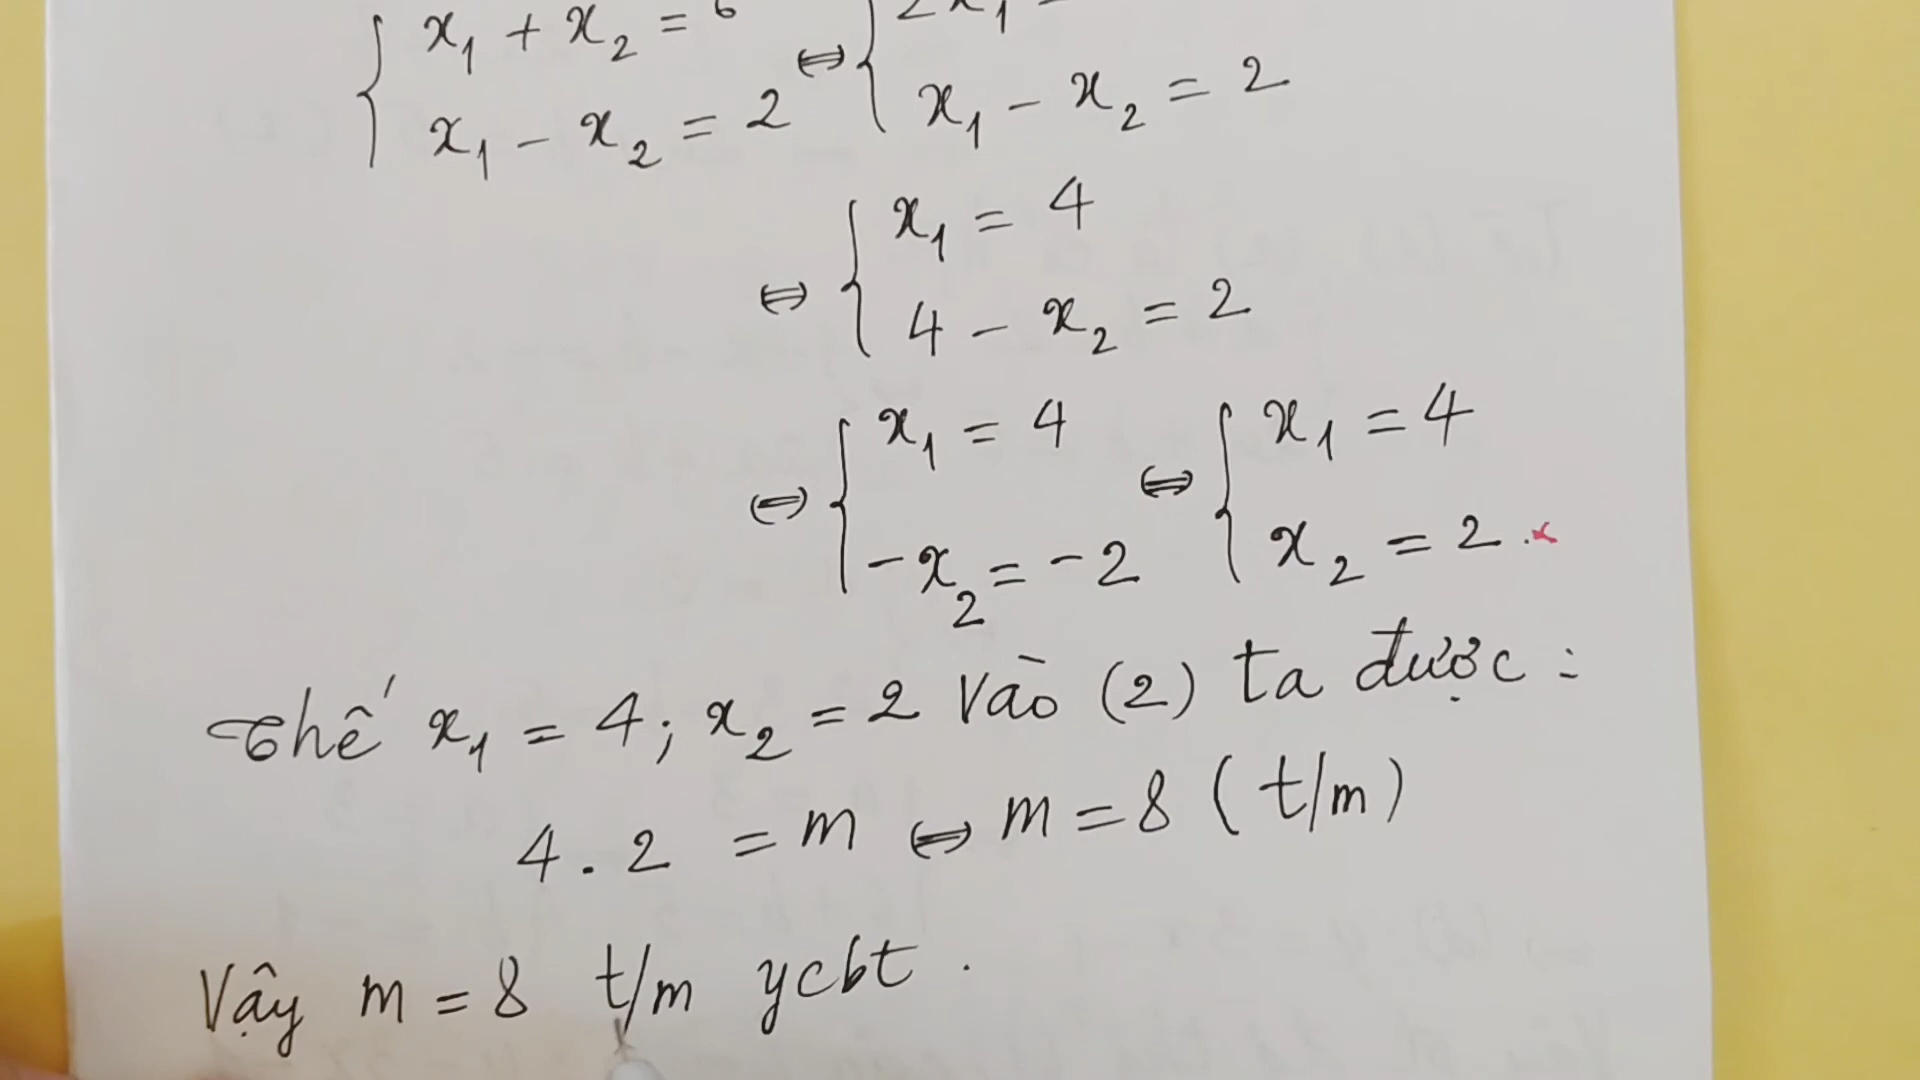 { x₁ + x₂ = 6 ⇔ { 2x₁ =
{ x₁ - x₂ = 2 { x₁ - x₂ = 2
⇔ { x₁ = 4
{ 4 - x₂ = 2
⇔ { x₁ = 4 ⇔ { x₁ = 4
{ -x₂ = -2 { x₂ = 2.
Thế x₁ = 4; x₂ = 2 vào (2) ta được:
4 . 2 = m ⇔ m = 8 (t/m)
Vậy m = 8 t/m ycbt.